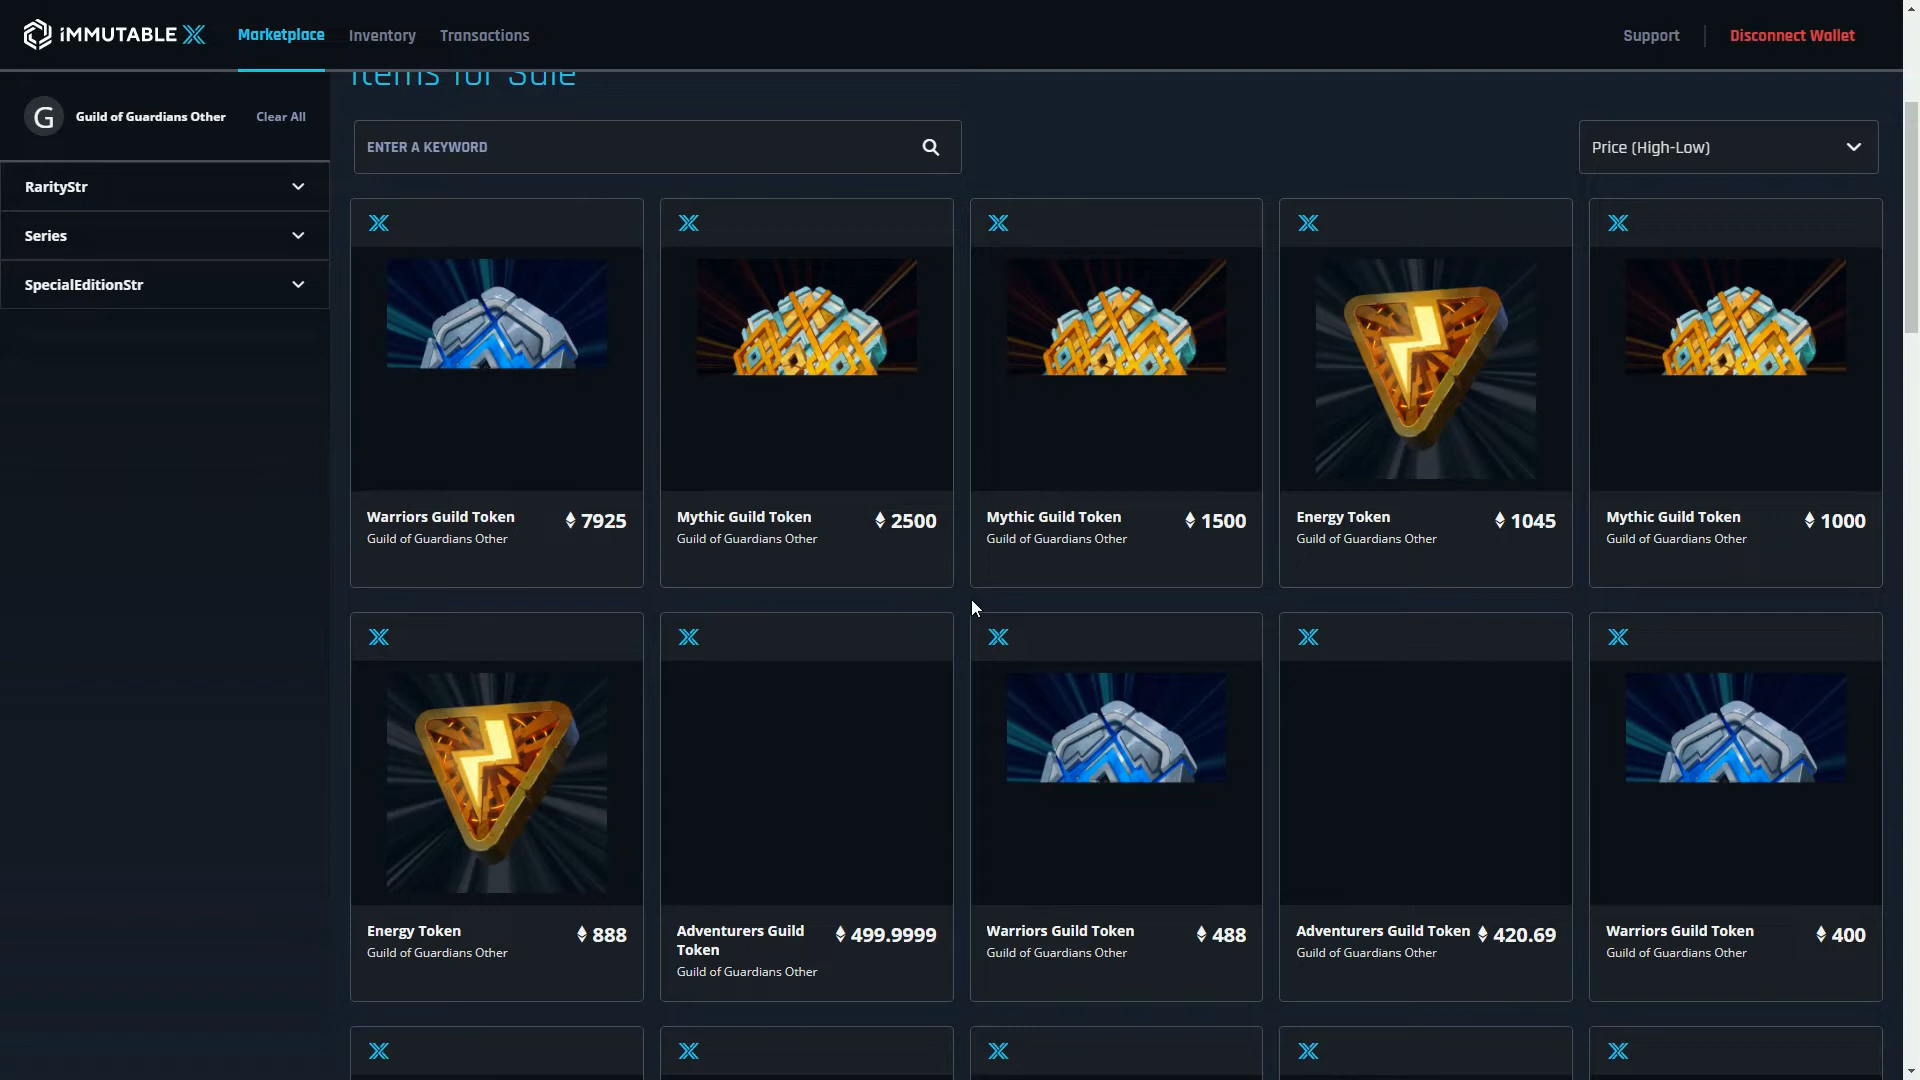 iMMUTABLE X
Marketplace
Inventory
Transactions
Support
Disconnect Wallet
Items for Sale
G
Guild of Guardians Other
Clear All
RarityStr
Series
SpecialEditionStr
ENTER A KEYWORD
Price (High-Low)
Warriors Guild Token
7925
Guild of Guardians Other
Mythic Guild Token
2500
Guild of Guardians Other
Mythic Guild Token
1500
Guild of Guardians Other
Energy Token
1045
Guild of Guardians Other
Mythic Guild Token
1000
Guild of Guardians Other
Energy Token
888
Guild of Guardians Other
Adventurers Guild
Token
499.9999
Guild of Guardians Other
Warriors Guild Token
488
Guild of Guardians Other
Adventurers Guild Token
420.69
Guild of Guardians Other
Warriors Guild Token
400
Guild of Guardians Other